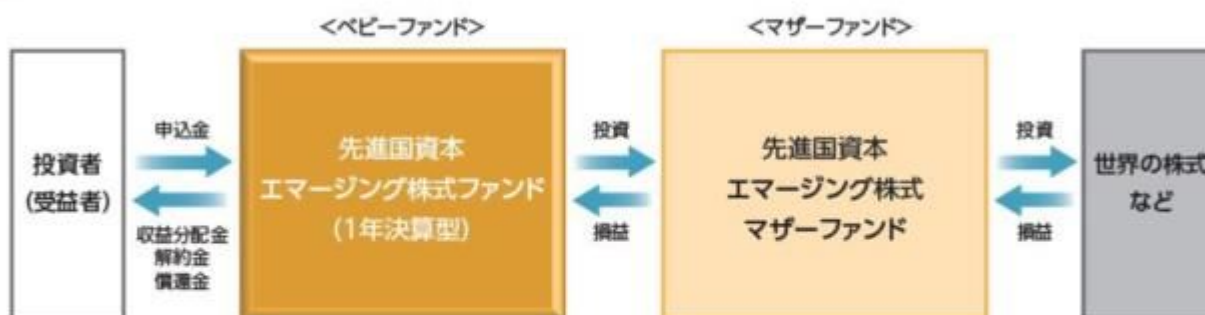 <ベビーファンド>
<マザーファンド>
投資者
(受益者)
申込金
収益分配金
解約金
償還金
先進国資本
エマージング株式ファンド
(1年決算型)
投資
損益
先進国資本
エマージング株式
マザーファンド
投資
損益
世界の株式
など